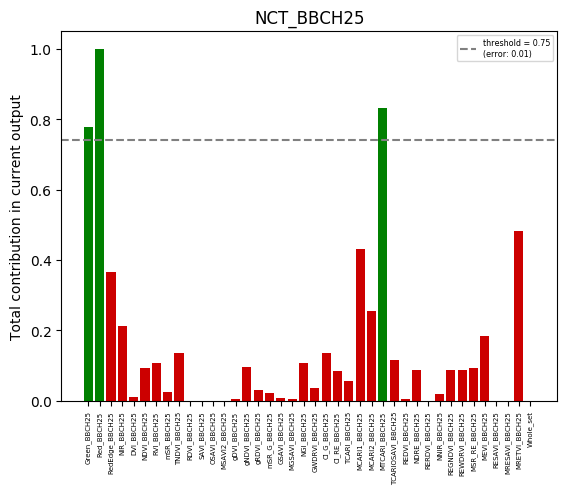 NCT_BBCH25
threshold = 0.75
(error: 0.01)
Total contribution in current output
1.0
0.8
0.6
0.4
0.2
0.0
Green_BBCH25
Red_BBCH25
RedEdge_BBCH25
NIR_BBCH25
DVI_BBCH25
NDVI_BBCH25
RVI_BBCH25
mSR_BBCH25
TNDVI_BBCH25
RDVI_BBCH25
SAVI_BBCH25
OSAVI_BBCH25
MSAVI2_BBCH25
gDVI_BBCH25
gNDVI_BBCH25
gRDVI_BBCH25
mSR_G_BBCH25
GSAVI_BBCH25
MGSAVI_BBCH25
NGI_BBCH25
GWDRVI_BBCH25
CI_G_BBCH25
CI_RE_BBCH25
TCARI_BBCH25
MCARI1_BBCH25
MCARI2_BBCH25
MTCARI_BBCH25
TCARIOSAVI_BBCH25
REDVI_BBCH25
NDRE_BBCH25
RERDVI_BBCH25
NNIR_BBCH25
REGNDVI_BBCH25
REWDRVI_BBCH25
MSR_RE_BBCH25
MEVI_BBCH25
RESAVI_BBCH25
MRESAVI_BBCH25
MRETVI_BBCH25
Whole_set